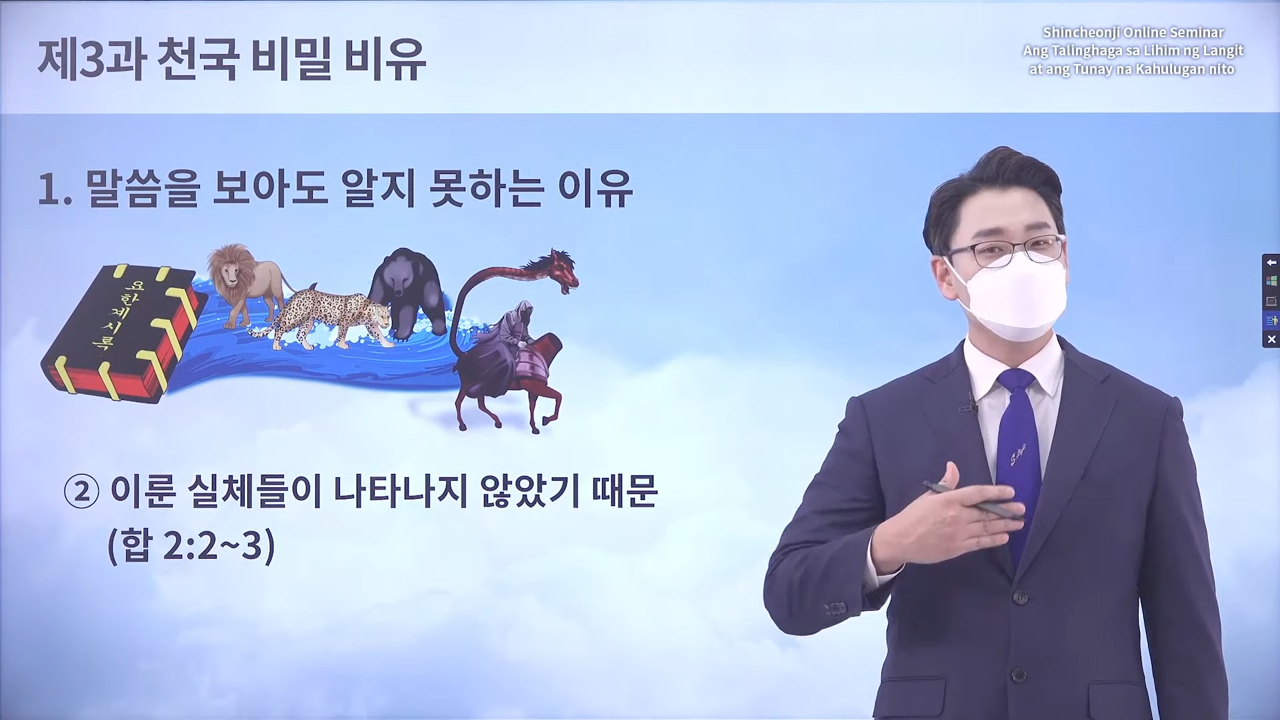 제3과 천국 비밀 비유
Shincheonji Online Seminar
Ang Talinghaga sa Lihim ng Langit
at ang Tunay na Kahulugan nito
1. 말씀을 보아도 알지 못하는 이유
요한계시록
② 이룬 실체들이 나타나지 않았기 때문
(합 2:2~3)